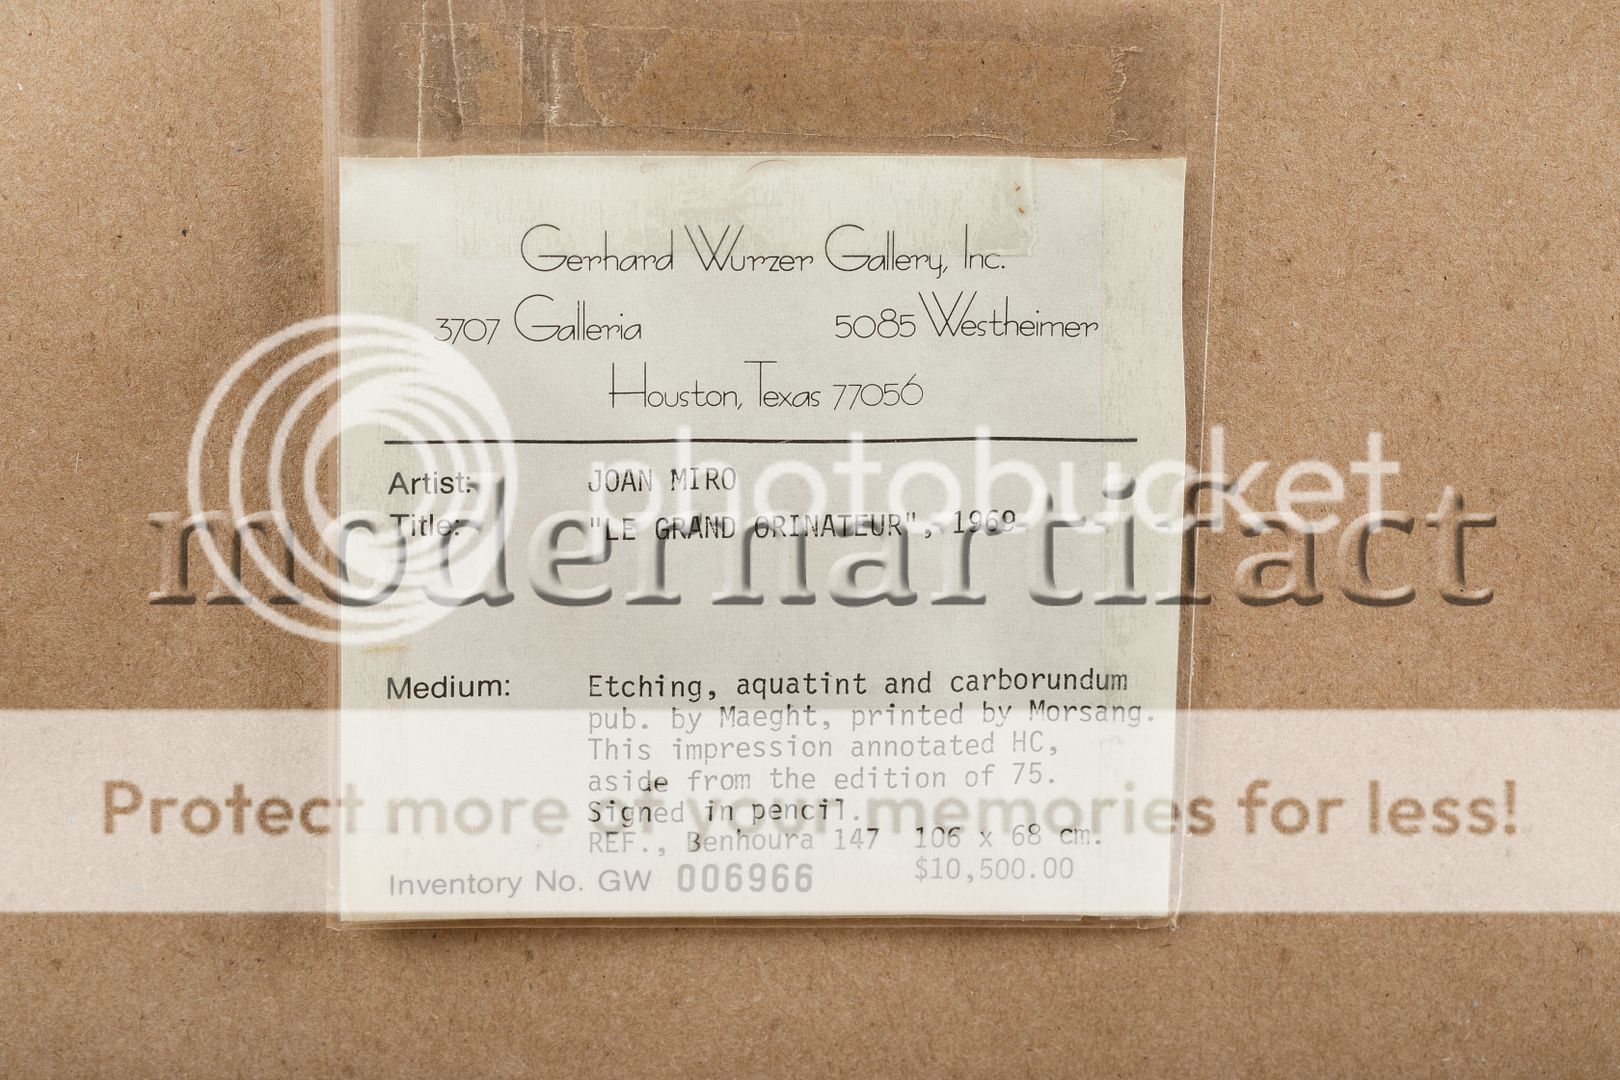 Gerhard Wurzer Gallery, Inc.
3707 Galleria 5085 Westheimer
Houston, Texas 77056
Artist: JOAN MIRO
photobucket
Title: "LE GRAND ORINATEUR", 1969
modernartifact
Medium: Etching, aquatint and carborundum
pub. by Maeght, printed by Morsang.
This impression annotated HC,
aside from the edition of 75.
Protect more of your memories for less!
Signed in pencil.
REF., Benhoura 147 106 x 68 cm.
Inventory No. GW 006966 $10,500.00